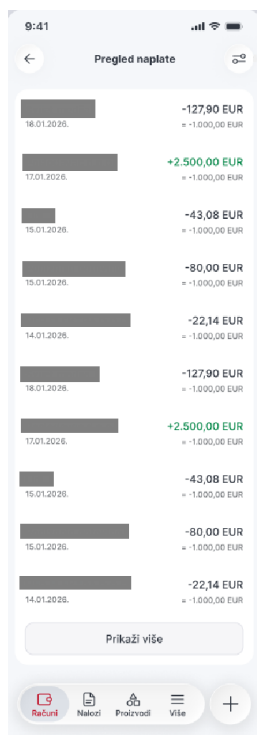 9:41
Pregled naplate
-127,90 EUR
18.01.2026.
= -1.000,00 EUR
+2.500,00 EUR
17.01.2026.
= -1.000,00 EUR
-43,08 EUR
15.01.2026.
= -1.000,00 EUR
-80,00 EUR
15.01.2026.
= -1.000,00 EUR
-22,14 EUR
14.01.2026.
= -1.000,00 EUR
-127,90 EUR
18.01.2026.
= -1.000,00 EUR
+2.500,00 EUR
17.01.2026.
= -1.000,00 EUR
-43,08 EUR
15.01.2026.
= -1.000,00 EUR
-80,00 EUR
15.01.2026.
= -1.000,00 EUR
-22,14 EUR
14.01.2026.
= -1.000,00 EUR
Prikaži više
Računi
Nalozi
Proizvodi
Više